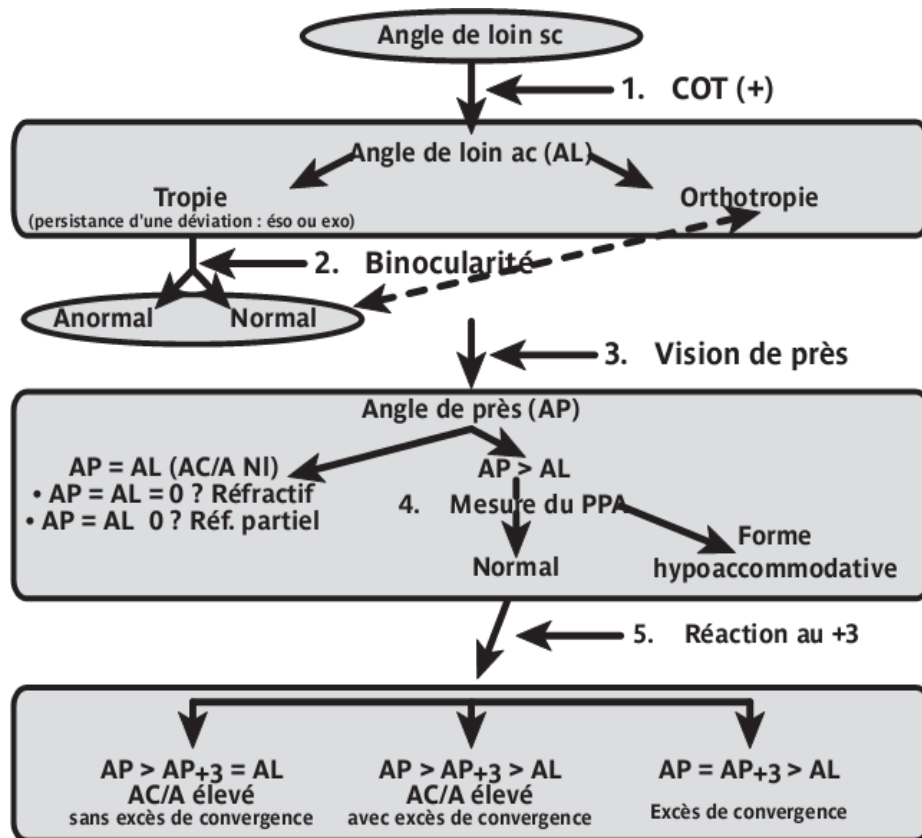 Angle de loin sc
1. COT (+)
Angle de loin ac (AL)
Tropie
(persistance d'une déviation : éso ou exo)
Orthotropie
2. Binocularité
Anormal Normal
3. Vision de près
Angle de près (AP)
AP = AL (AC/A Nl)
• AP = AL = 0 ? Réfractif
• AP = AL 0 ? Réf. partiel
AP > AL
4. Mesure du PPA
Normal
Forme
hypoaccommodative
5. Réaction au +3
AP > AP+3 = AL
AC/A élevé
sans excès de convergence
AP > AP+3 > AL
AC/A élevé
avec excès de convergence
AP = AP+3 > AL
Excès de convergence